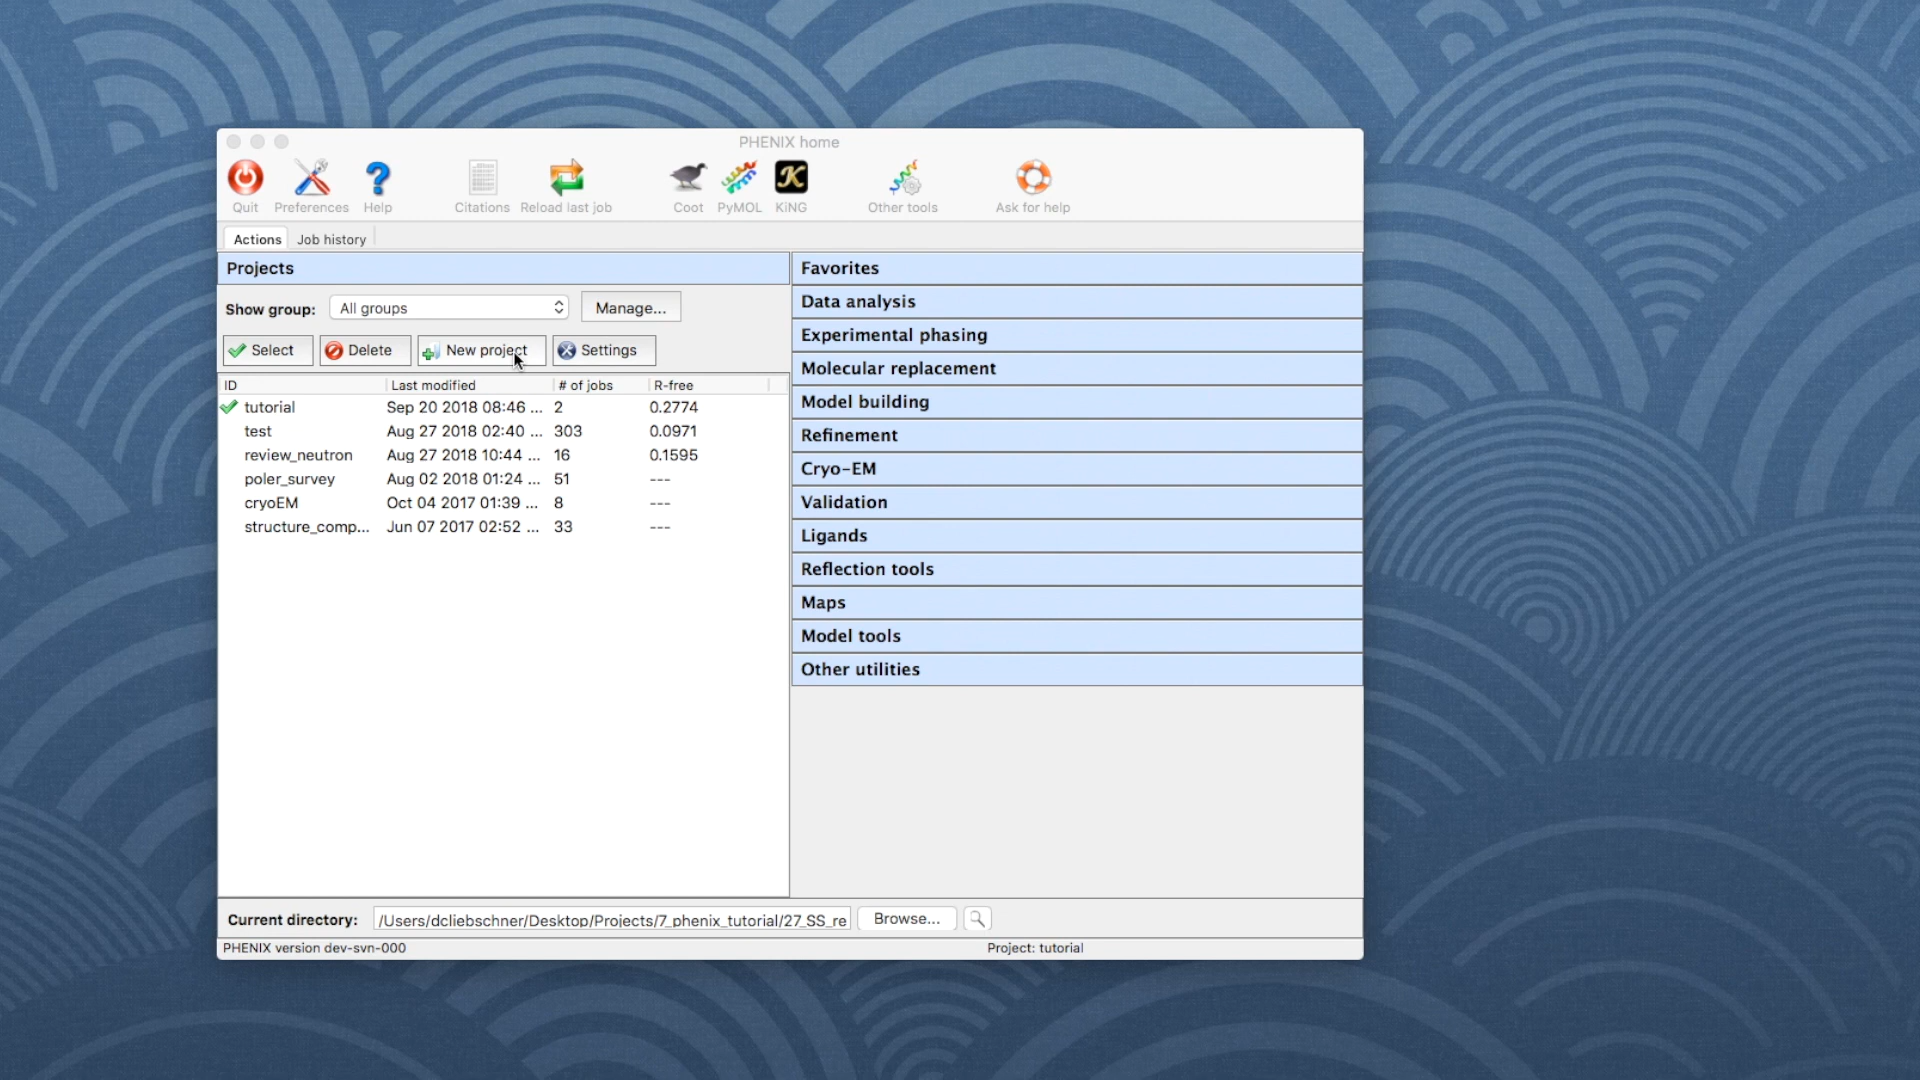 PHENIX home
Quit Preferences Help Citations Reload last job Coot PyMOL KiNG Other tools Ask for help
Actions Job history
Projects
Show group: All groups Manage...
Select Delete New project Settings
ID Last modified # of jobs R-free
tutorial Sep 20 2018 08:46 ... 2 0.2774
test Aug 27 2018 02:40 ... 303 0.0971
review_neutron Aug 27 2018 10:44 ... 16 0.1595
poler_survey Aug 02 2018 01:24 ... 51 ---
cryoEM Oct 04 2017 01:39 ... 8 ---
structure_comp... Jun 07 2017 02:52 ... 33 ---
Favorites
Data analysis
Experimental phasing
Molecular replacement
Model building
Refinement
Cryo-EM
Validation
Ligands
Reflection tools
Maps
Model tools
Other utilities
Current directory: /Users/dcliebschner/Desktop/Projects/7_phenix_tutorial/27_SS_re Browse...
PHENIX version dev-svn-000 Project: tutorial